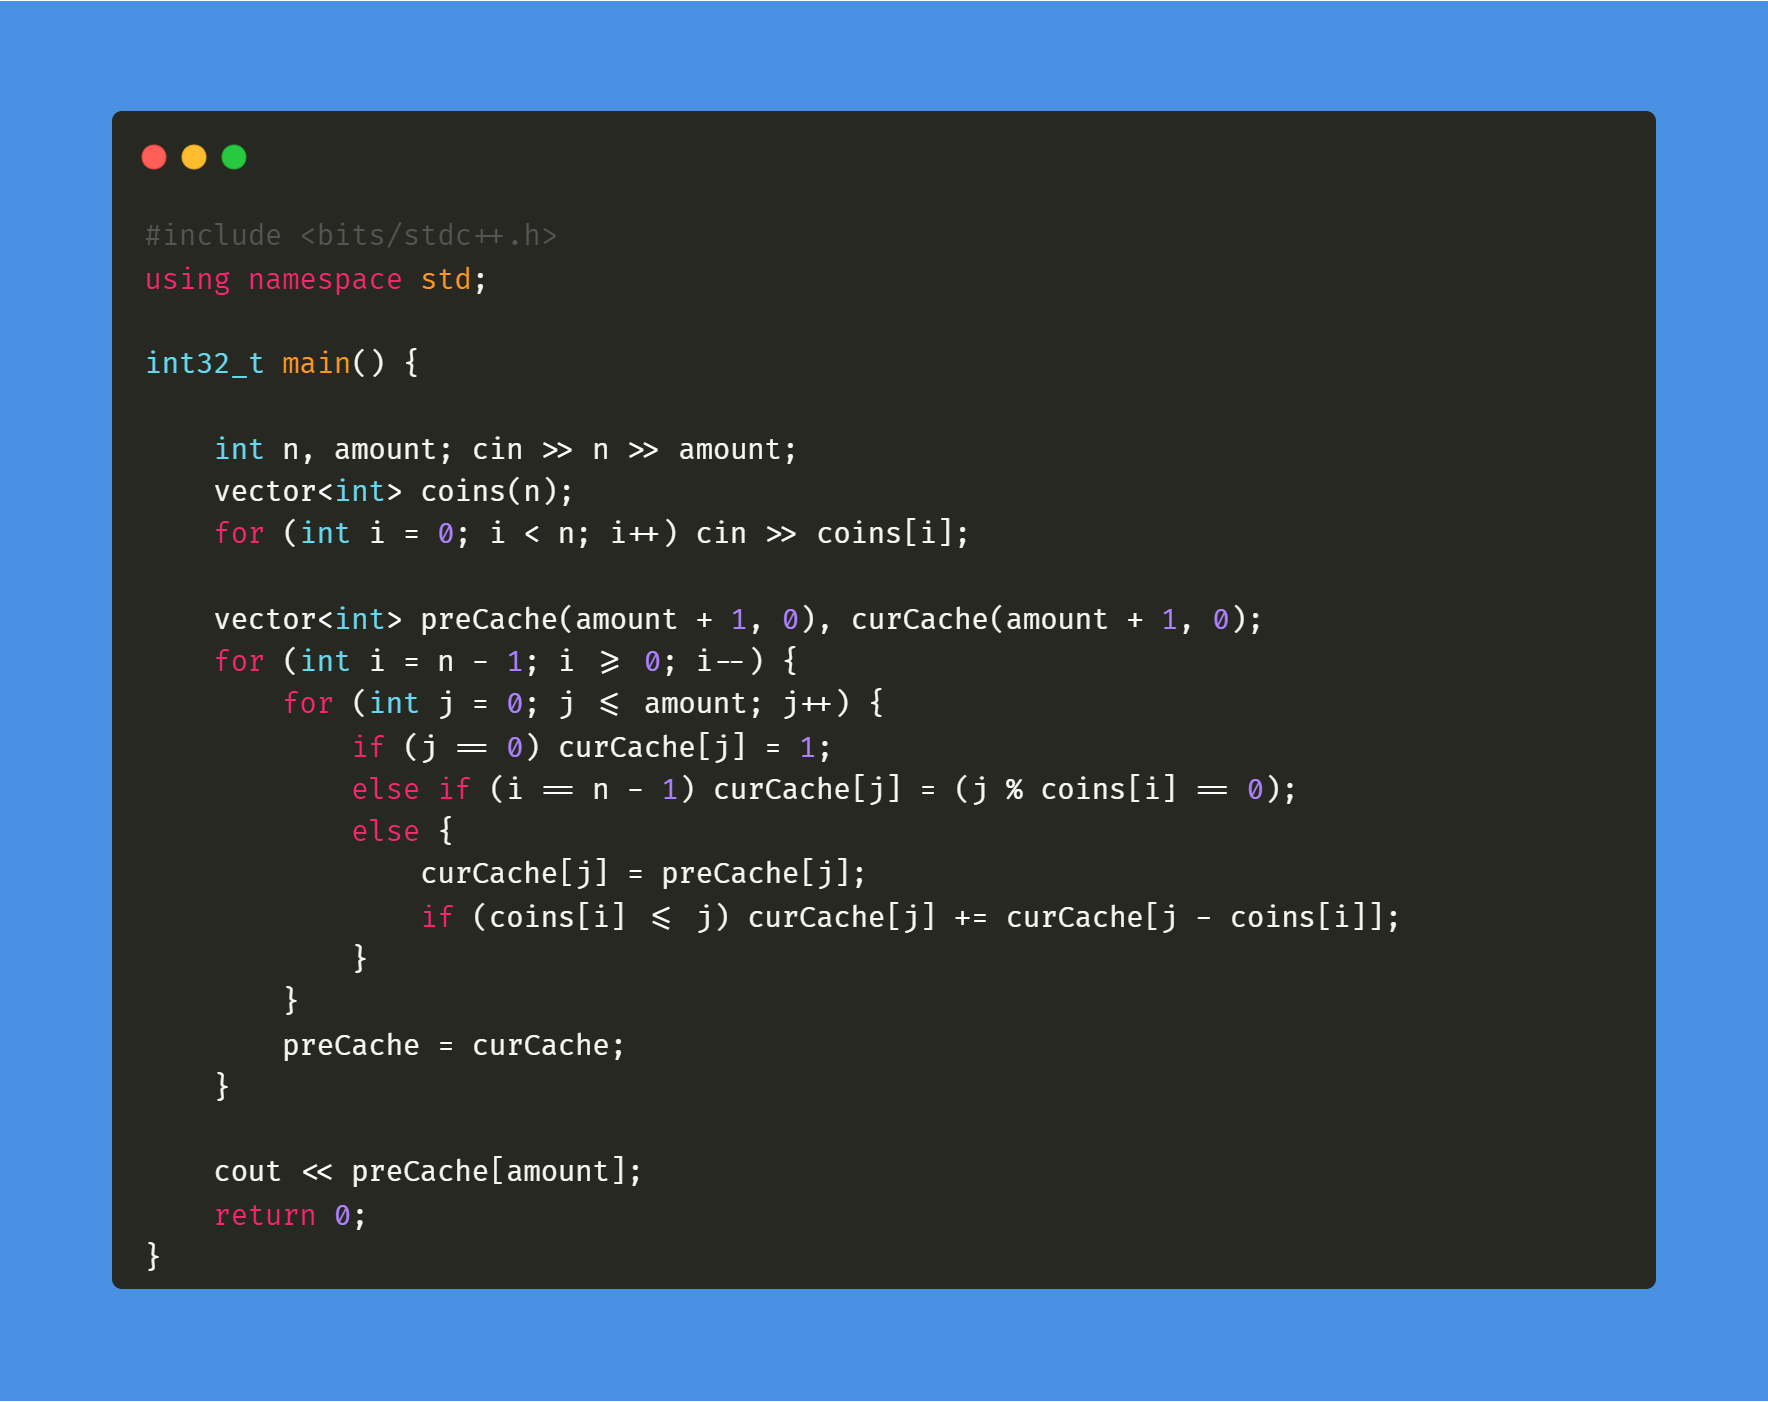 #include <bits/stdc++.h>
using namespace std;

int32_t main() {

    int n, amount; cin >> n >> amount;
    vector<int> coins(n);
    for (int i = 0; i < n; i++) cin >> coins[i];

    vector<int> preCache(amount + 1, 0), curCache(amount + 1, 0);
    for (int i = n - 1; i >= 0; i--) {
        for (int j = 0; j <= amount; j++) {
            if (j == 0) curCache[j] = 1;
            else if (i == n - 1) curCache[j] = (j % coins[i] == 0);
            else {
                curCache[j] = preCache[j];
                if (coins[i] <= j) curCache[j] += curCache[j - coins[i]];
            }
        }
        preCache = curCache;
    }

    cout << preCache[amount];
    return 0;
}